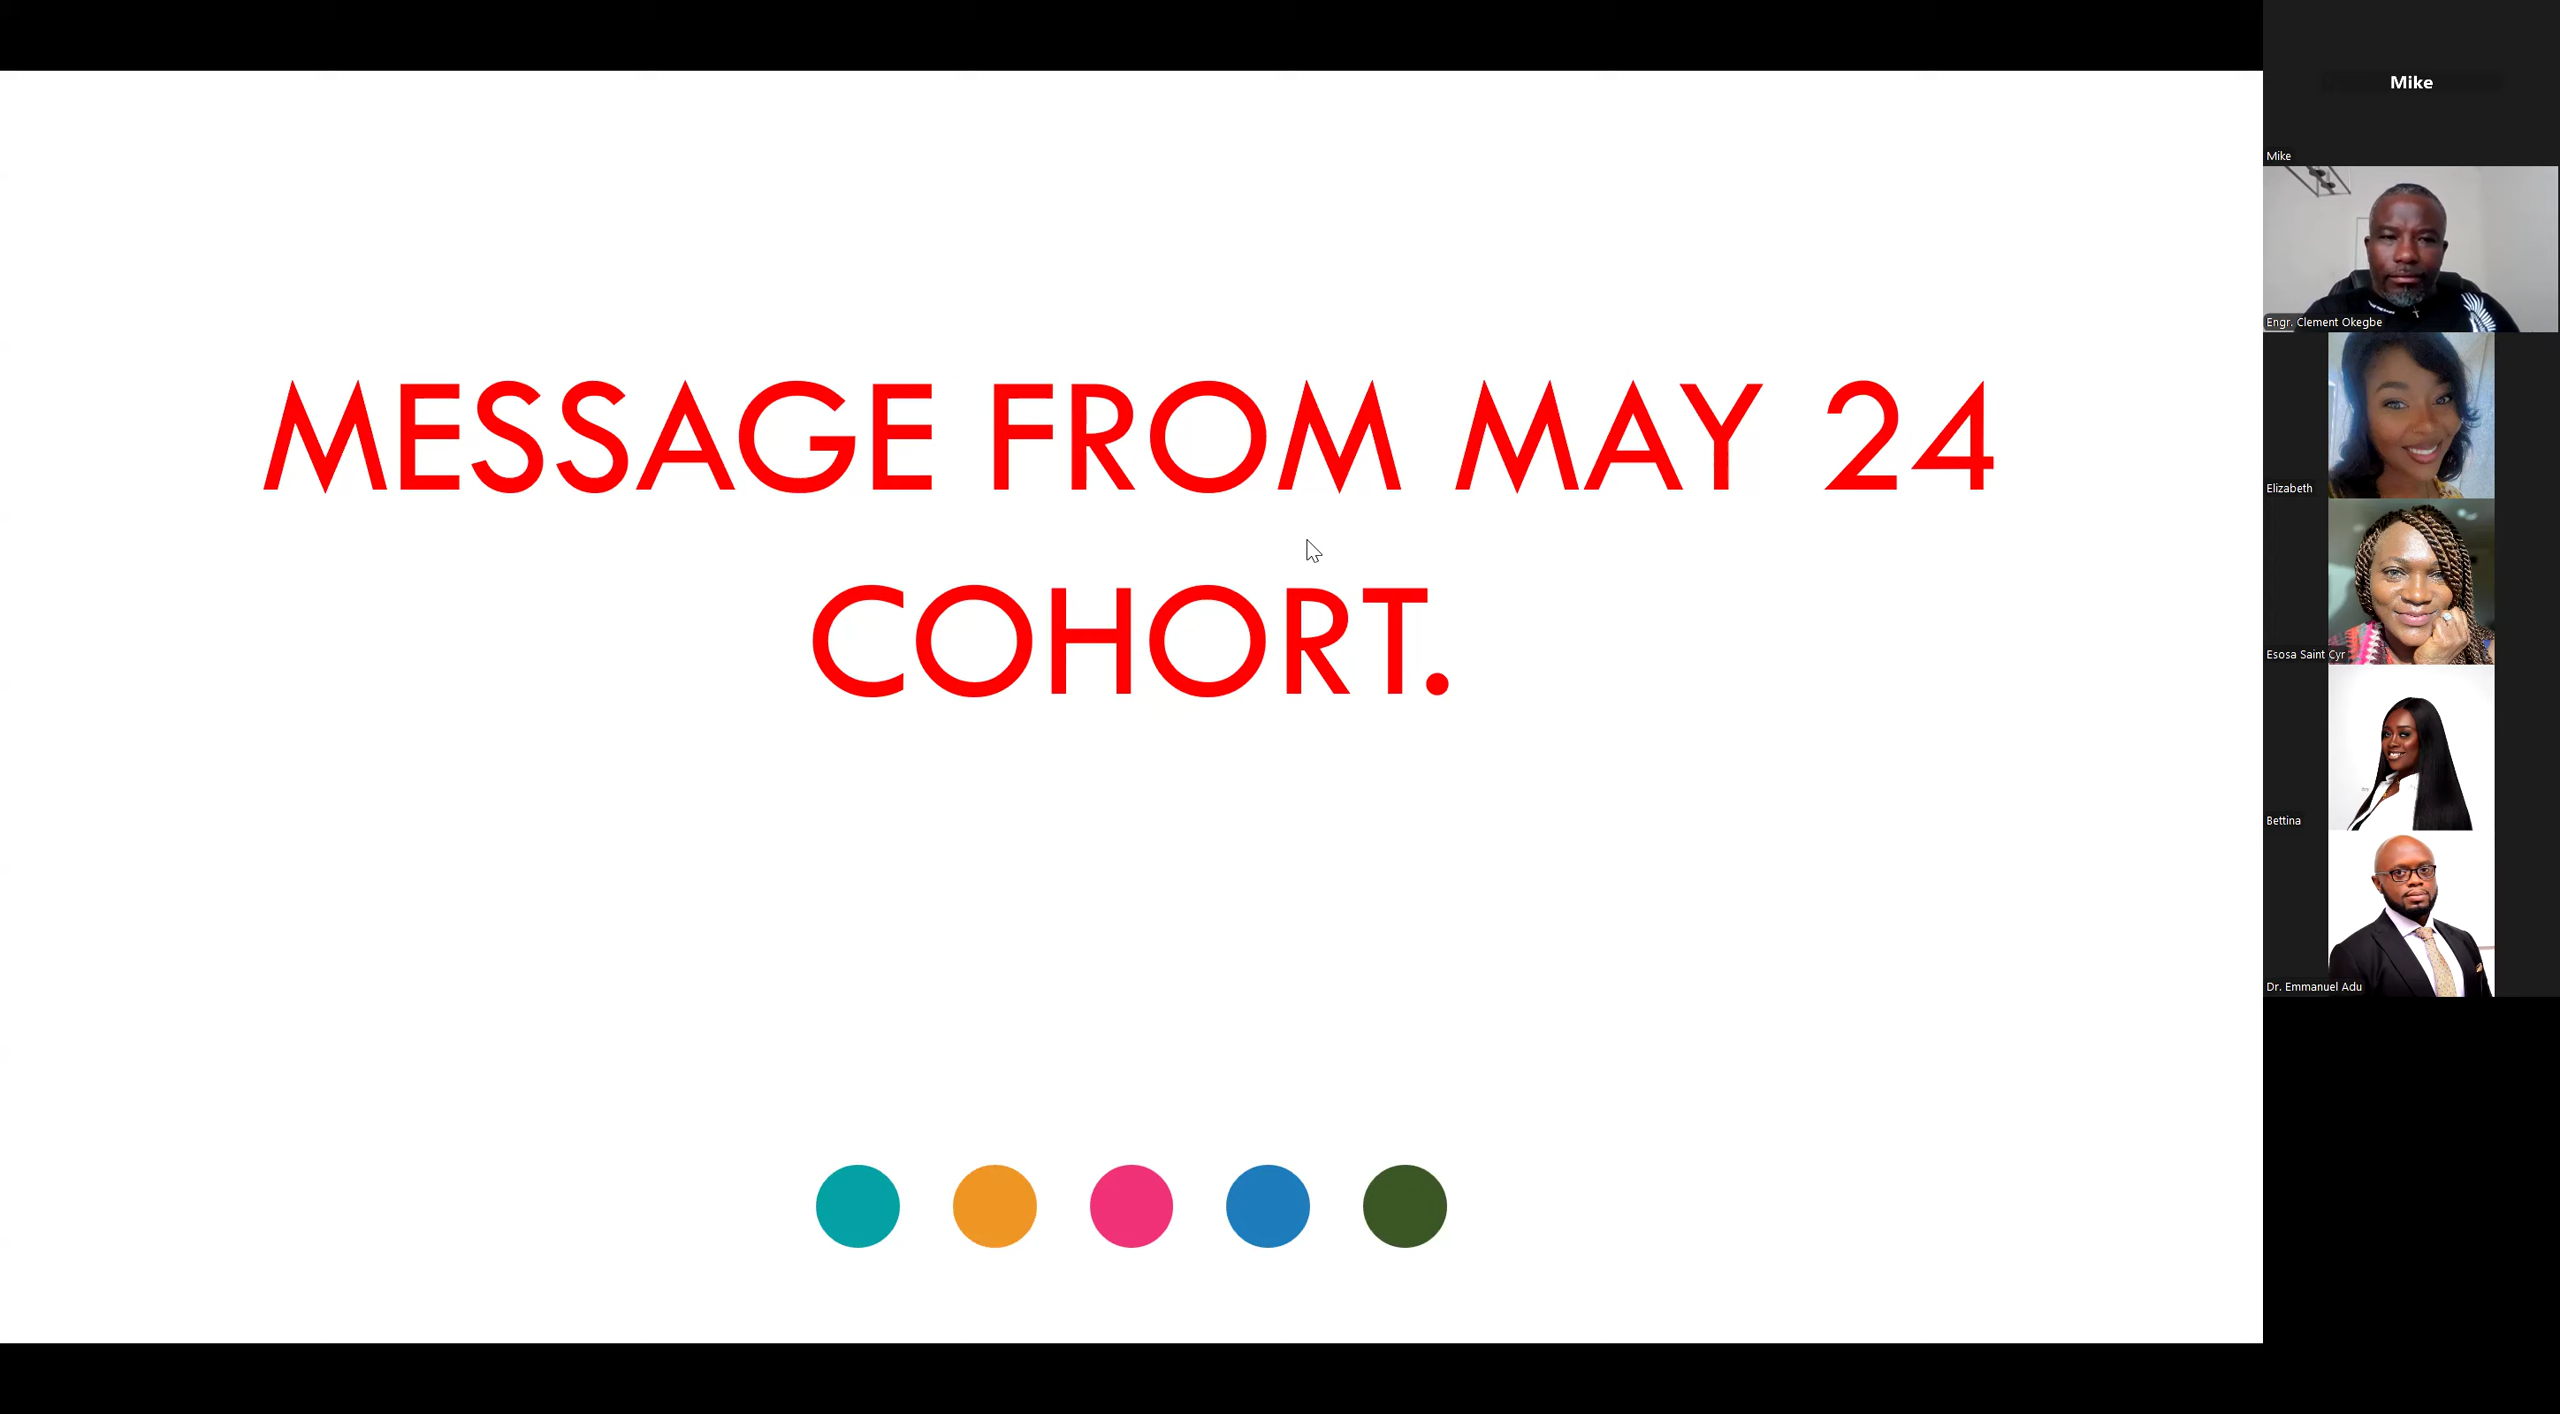 MESSAGE FROM MAY 24
COHORT.
Mike
Mike
Engr. Clement Okegbe
Elizabeth
Esosa Saint Cyr
Bettina
Dr. Emmanuel Adu